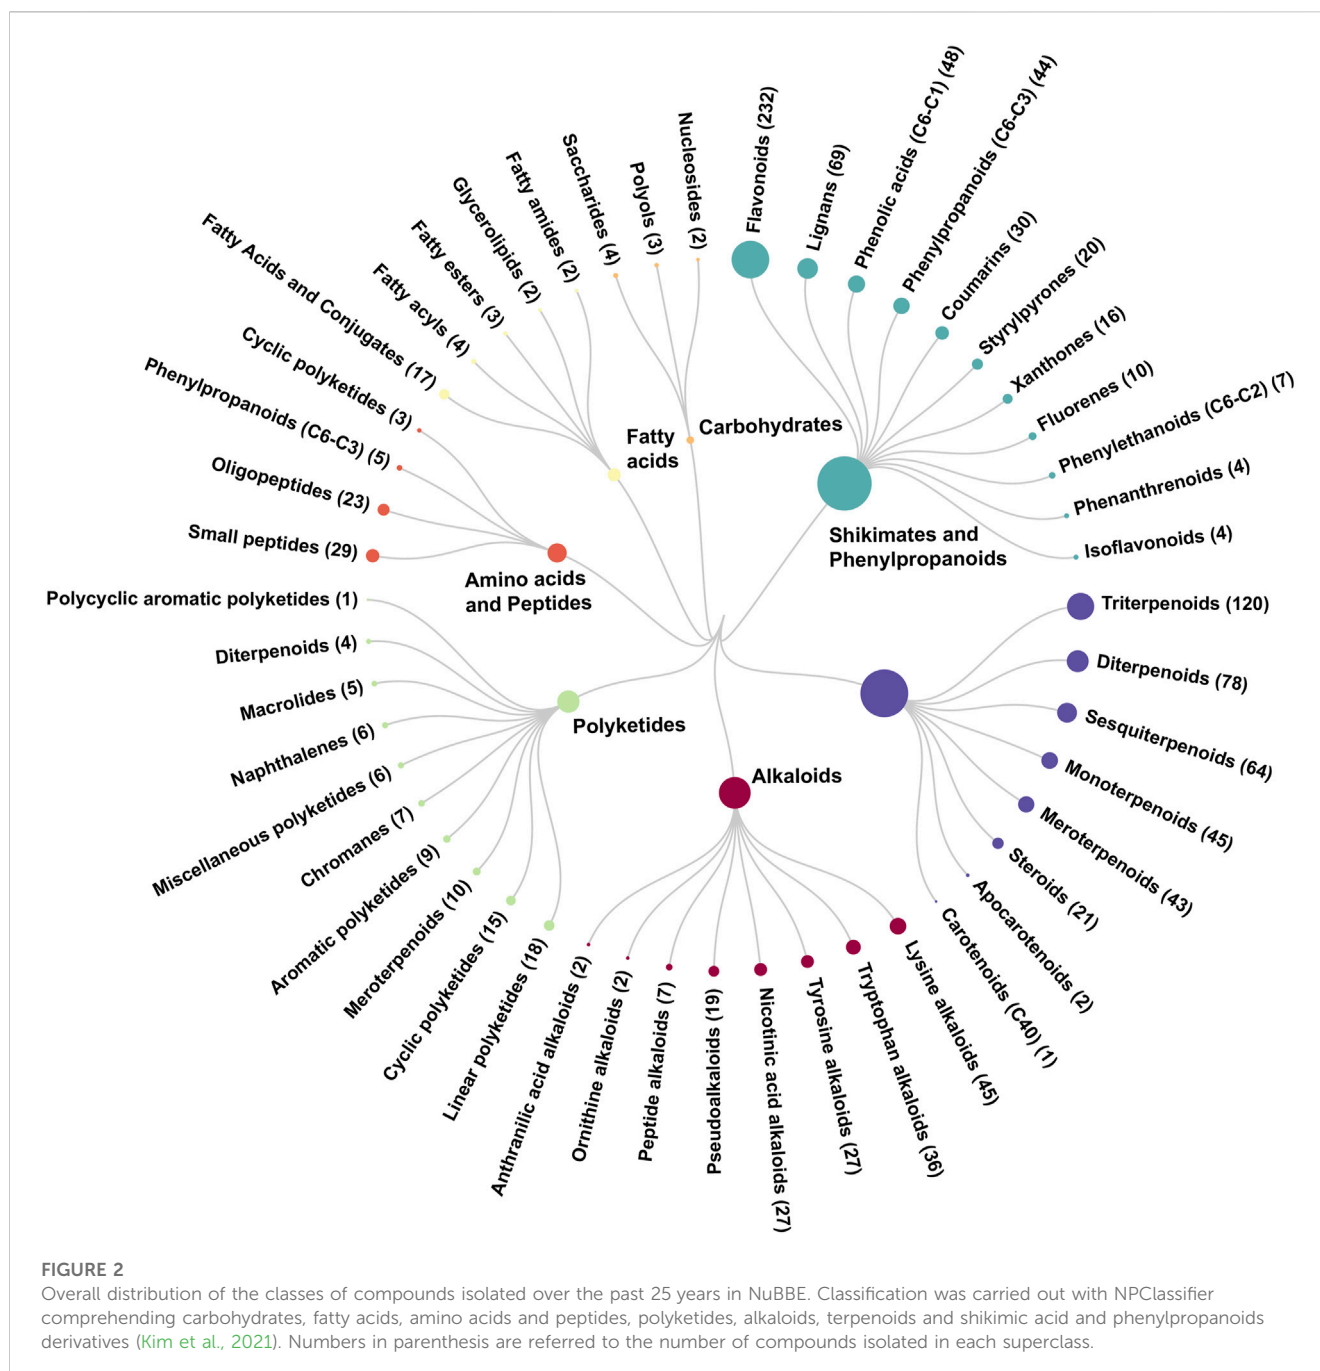 Flavonoids (232)
Lignans (69)
Phenolic acids (C6-C1) (48)
Phenylpropanoids (C6-C3) (44)
Coumarins (30)
Styrylpyrones (20)
Xanthones (16)
Fluorenes (10)
Phenylethanoids (C6-C2) (7)
Phenanthrenoids (4)
Isoflavonoids (4)
Shikimates and
Phenylpropanoids
Triterpenoids (120)
Diterpenoids (78)
Sesquiterpenoids (64)
Monoterpenoids (45)
Meroterpenoids (43)
Steroids (21)
Apocarotenoids (2)
Carotenoids (C40) (1)
Alkaloids
Lysine alkaloids (45)
Tryptophan alkaloids (36)
Tyrosine alkaloids (27)
Nicotinic acid alkaloids (27)
Pseudoalkaloids (19)
Peptide alkaloids (7)
Ornithine alkaloids (2)
Anthranilic acid alkaloids (2)
Polyketides
Linear polyketides (18)
Cyclic polyketides (15)
Meroterpenoids (10)
Aromatic polyketides (9)
Chromanes (7)
Miscellaneous polyketides (6)
Naphthalenes (6)
Macrolides (5)
Diterpenoids (4)
Polycyclic aromatic polyketides (1)
Amino acids
and Peptides
Small peptides (29)
Oligopeptides (23)
Phenylpropanoids (C6-C3) (5)
Cyclic polyketides (3)
Fatty
acids
Fatty Acids and Conjugates (17)
Fatty acyls (4)
Fatty esters (3)
Glycerolipids (2)
Fatty amides (2)
Carbohydrates
Saccharides (4)
Polyols (3)
Nucleosides (2)
FIGURE 2
Overall distribution of the classes of compounds isolated over the past 25 years in NuBBE. Classification was carried out with NPClassifier
comprehending carbohydrates, fatty acids, amino acids and peptides, polyketides, alkaloids, terpenoids and shikimic acid and phenylpropanoids
derivatives (Kim et al., 2021). Numbers in parenthesis are referred to the number of compounds isolated in each superclass.